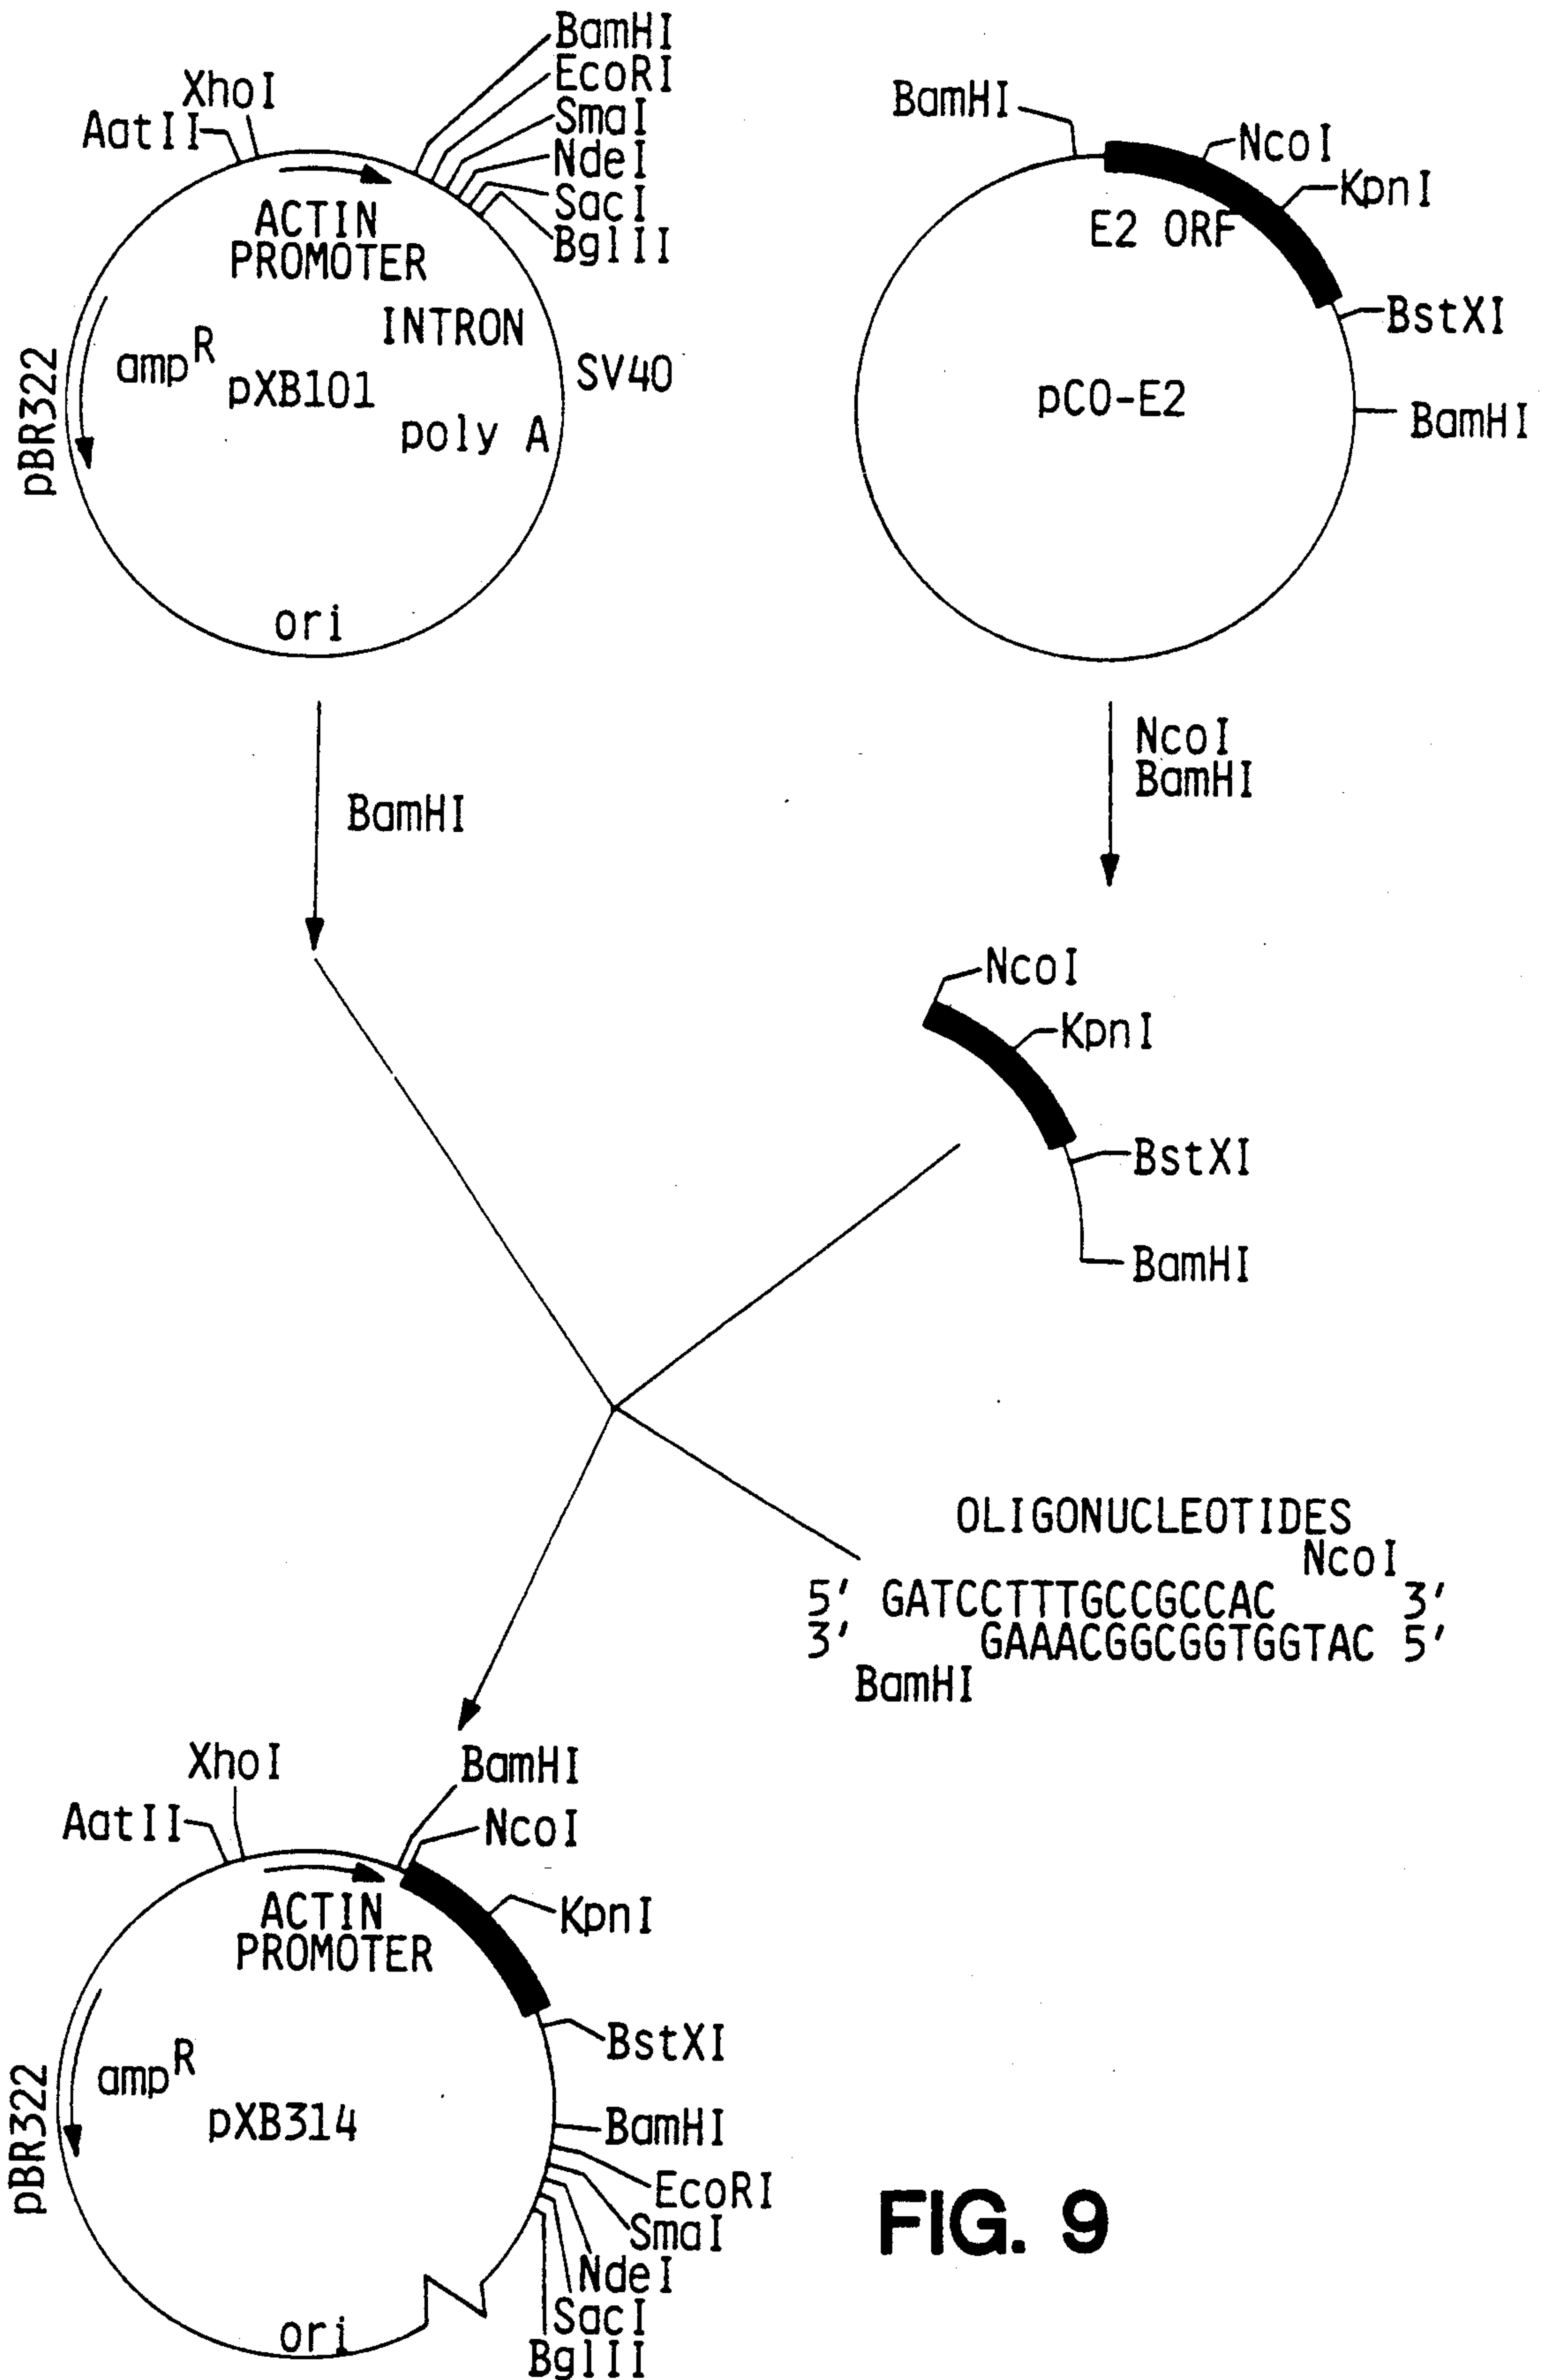 BamHI
EcoRI
SmaI
NdeI
SacI
BglII
XhoI
AatII
ACTIN
PROMOTER
INTRON
SV40
amp^R
pXB101
poly A
pBR322
ori
BamHI
NcoI
KpnI
E2 ORF
BstXI
pCO-E2
BamHI
BamHI
NcoI
BamHI
NcoI
KpnI
BstXI
BamHI
OLIGONUCLEOTIDES
NcoI
5' GATCCTTTGCCGCCAC 3'
3' GAAACGGCGGTGGTAC 5'
BamHI
XhoI
AatII
BamHI
NcoI
KpnI
ACTIN
PROMOTER
BstXI
amp^R
pXB314
pBR322
BamHI
EcoRI
SmaI
NdeI
SacI
BglII
ori
FIG. 9